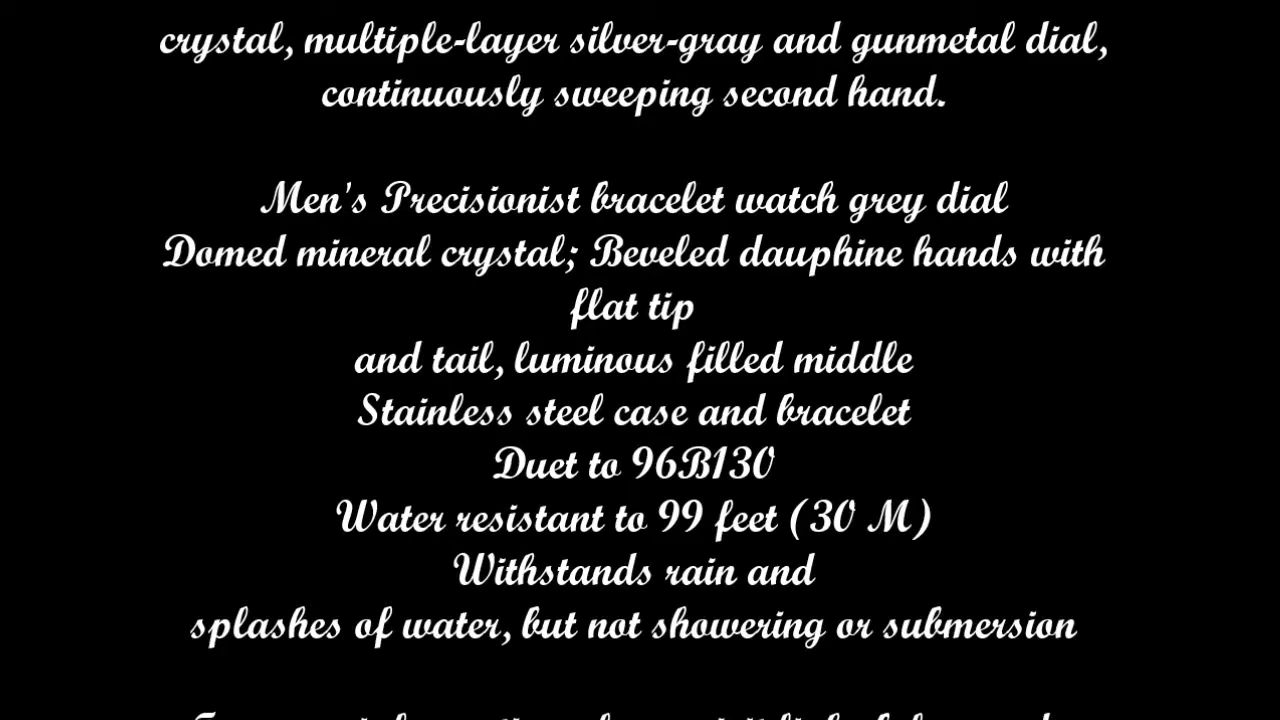 crystal, multiple-layer silver-gray and gunmetal dial,
continuously sweeping second hand.
Men's Precisionist bracelet watch grey dial
Domed mineral crystal; Beveled dauphine hands with
flat tip
and tail, luminous filled middle
Stainless steel case and bracelet
Duet to 96B130
Water resistant to 99 feet (30 M)
Withstands rain and
splashes of water, but not showering or submersion